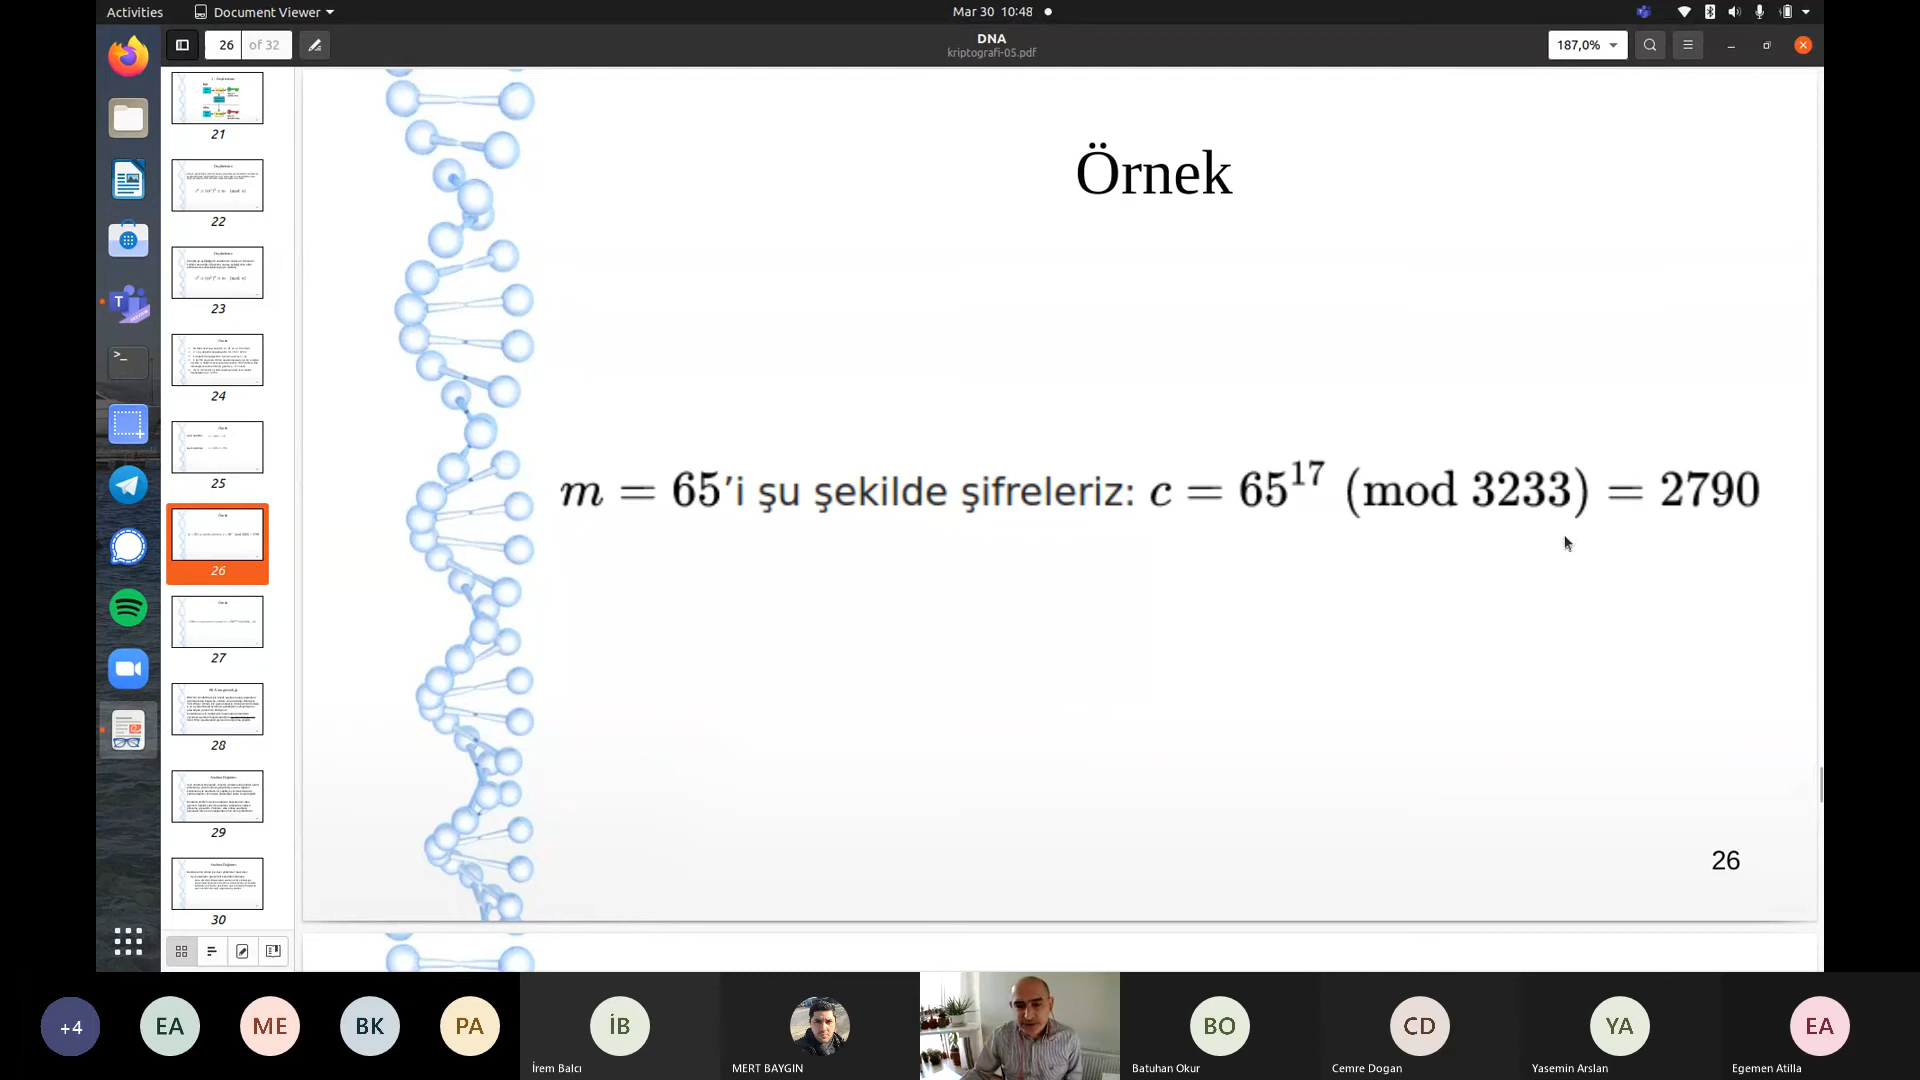 Activities
Document Viewer
Mar 30 10:48
26 of 32
DNA
kriptografi-05.pdf
187,0%
21
22
23
24
25
26
27
28
29
30
Örnek
m = 65’i şu şekilde şifreleriz: c = 65¹⁷ (mod 3233) = 2790
26
+4
EA
ME
BK
PA
İB
İrem Balcı
MERT BAYGIN
BO
Batuhan Okur
CD
Cemre Dogan
YA
Yasemin Arslan
EA
Egemen Atilla